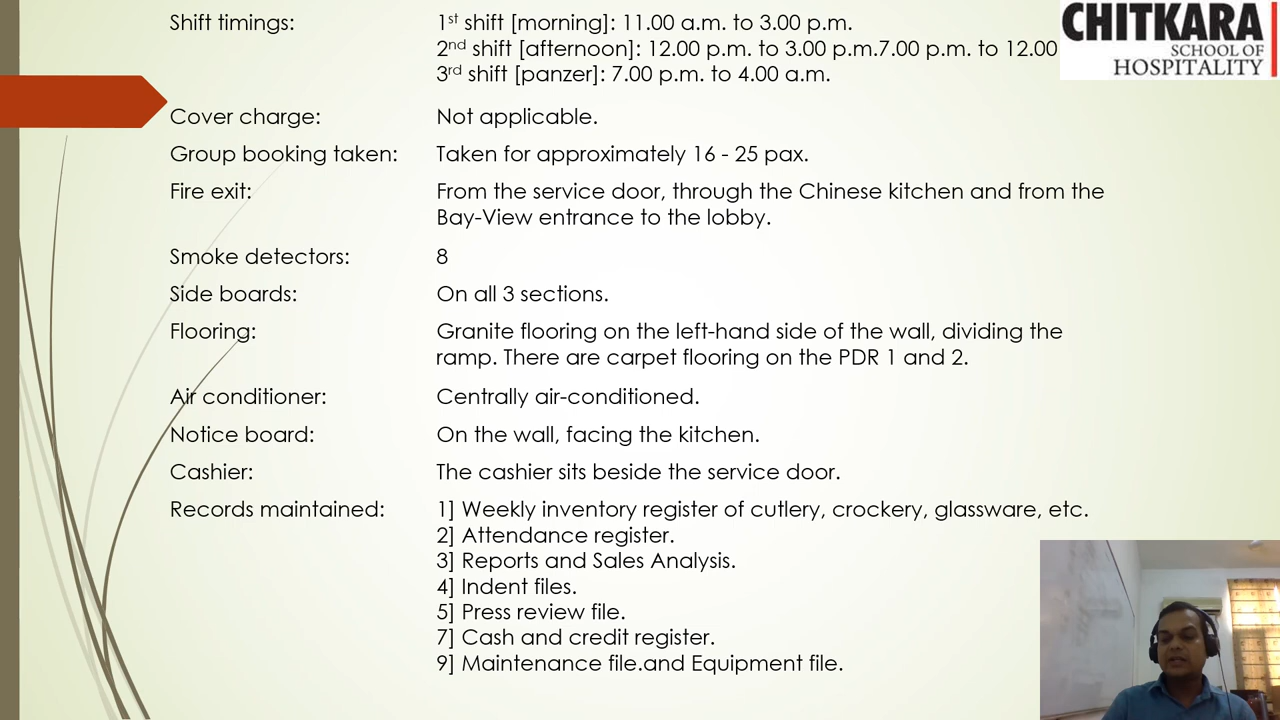 Shift timings: 1st shift [morning]: 11.00 a.m. to 3.00 p.m.
2nd shift [afternoon]: 12.00 p.m. to 3.00 p.m.7.00 p.m. to 12.00
3rd shift [panzer]: 7.00 p.m. to 4.00 a.m.
CHITKARA
SCHOOL OF
HOSPITALITY
Cover charge: Not applicable.
Group booking taken: Taken for approximately 16 - 25 pax.
Fire exit: From the service door, through the Chinese kitchen and from the
Bay-View entrance to the lobby.
Smoke detectors: 8
Side boards: On all 3 sections.
Flooring: Granite flooring on the left-hand side of the wall, dividing the
ramp. There are carpet flooring on the PDR 1 and 2.
Air conditioner: Centrally air-conditioned.
Notice board: On the wall, facing the kitchen.
Cashier: The cashier sits beside the service door.
Records maintained: 1] Weekly inventory register of cutlery, crockery, glassware, etc.
2] Attendance register.
3] Reports and Sales Analysis.
4] Indent files.
5] Press review file.
7] Cash and credit register.
9] Maintenance file.and Equipment file.